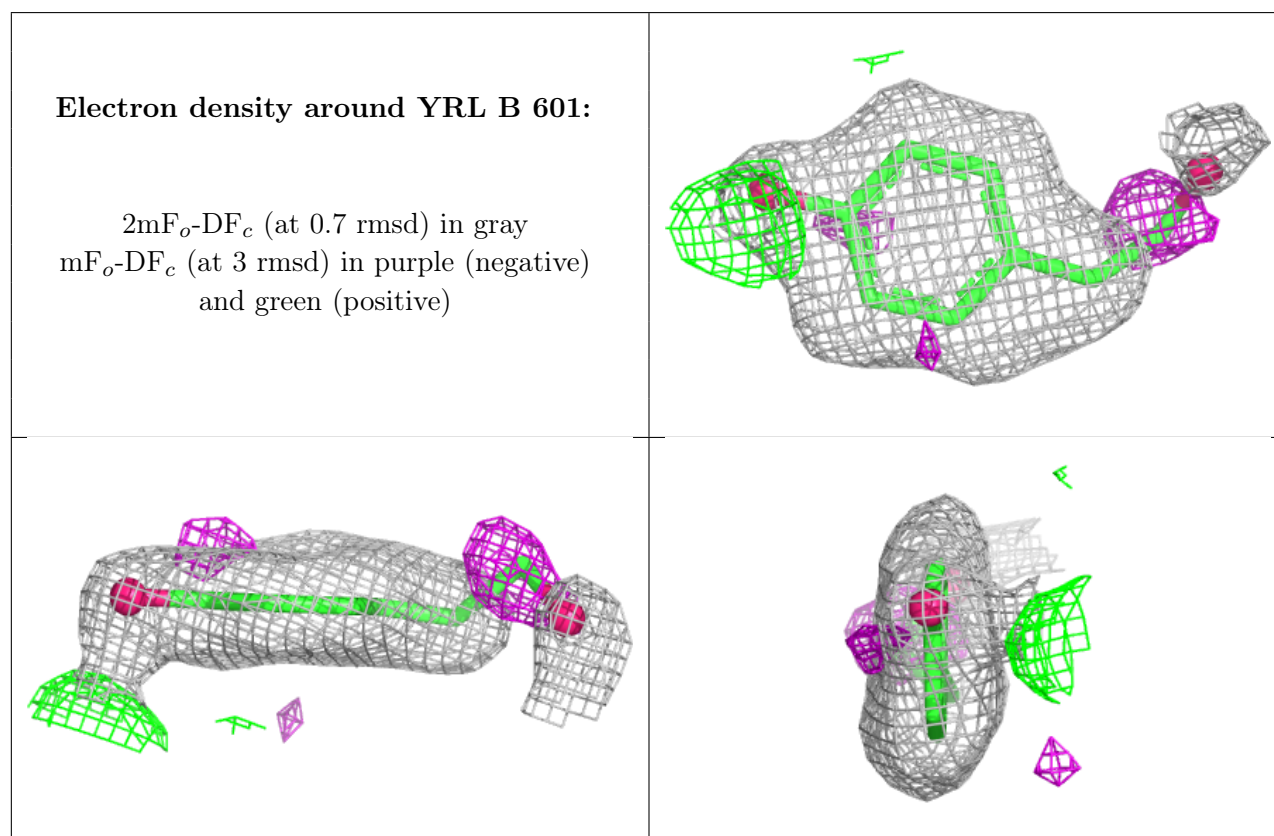 Electron density around YRL B 601:
2mFo-DFc (at 0.7 rmsd) in gray
mFo-DFc (at 3 rmsd) in purple (negative)
and green (positive)